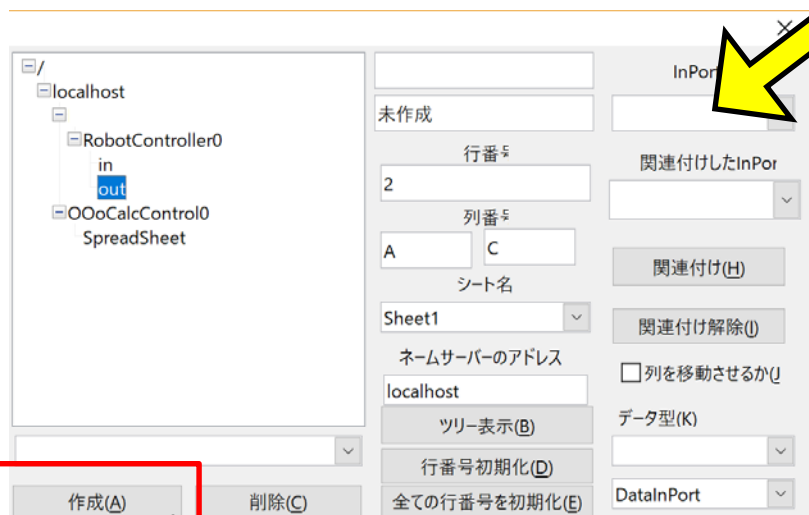 /
localhost
RobotController0
in
out
OOoCalcControl0
SpreadSheet
作成(A)
削除(C)
未作成
行番号
2
列番号
A
C
シート名
Sheet1
ネームサーバーのアドレス
localhost
ツリー表示(B)
行番号初期化(D)
全ての行番号を初期化(E)
InPor
関連付けしたInPor
関連付け(H)
関連付け解除(I)
列を移動させるか(J
データ型(K)
DataInPort